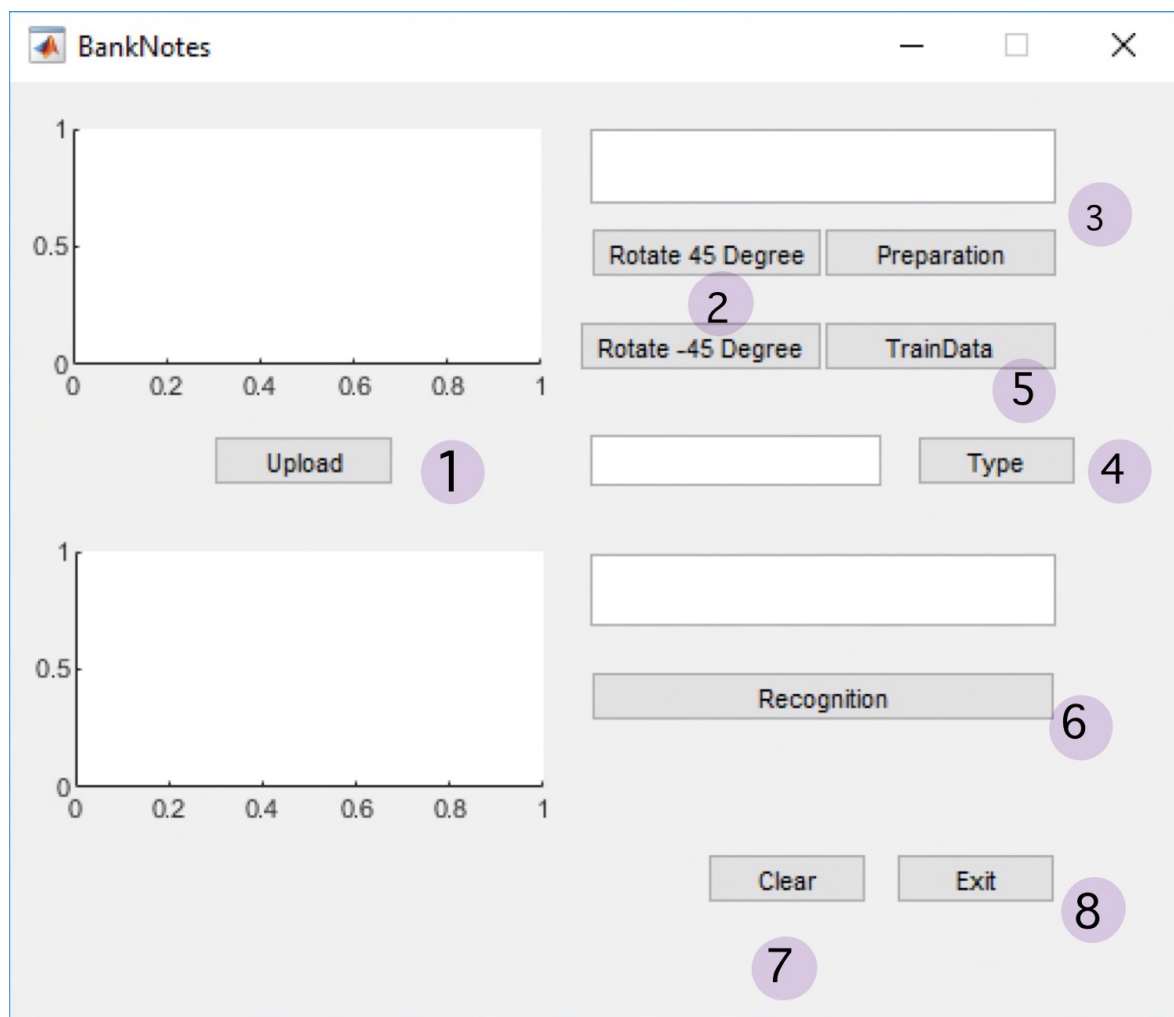 BankNotes
1
0.5
0
0 0.2 0.4 0.6 0.8 1
3
Rotate 45 Degree Preparation
2
Rotate -45 Degree TrainData
5
Upload 1 Type 4
1
0.5
0
0 0.2 0.4 0.6 0.8 1
Recognition
6
Clear Exit
8
7